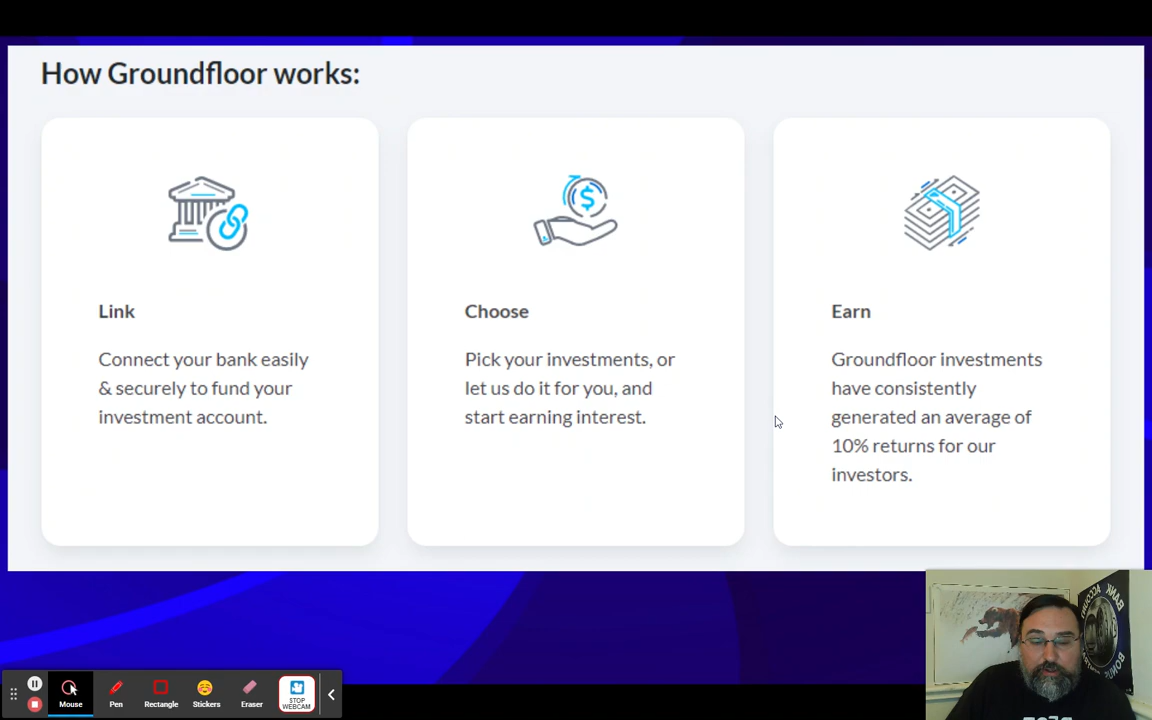 How Groundfloor works:
Link
Connect your bank easily
& securely to fund your
investment account.
Choose
Pick your investments, or
let us do it for you, and
start earning interest.
Earn
Groundfloor investments
have consistently
generated an average of
10% returns for our
investors.
Mouse
Pen
Rectangle
Stickers
Eraser
STOP
WEBCAM
BANK ACCOUNT